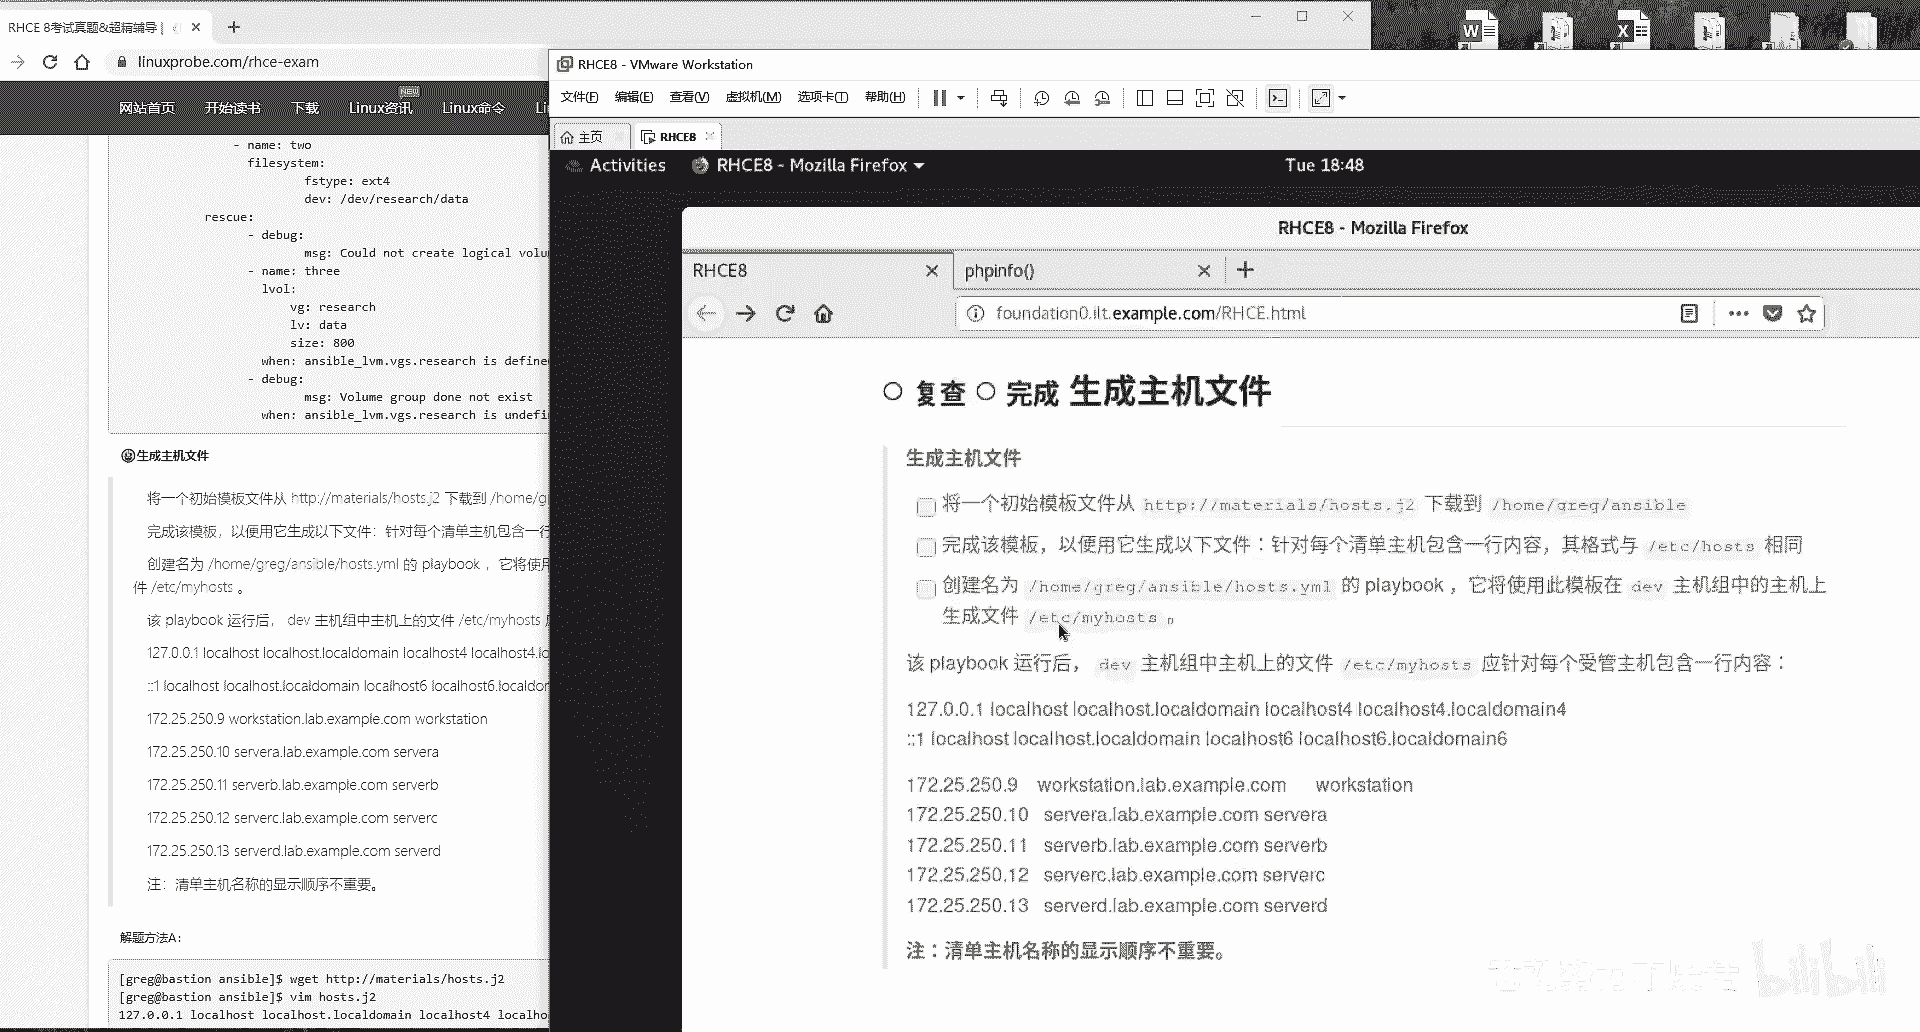 RHCE 8考试真题&超精辅导 |
linuxprobe.com/rhce-exam
网站首页 开始读书 下载 Linux资讯 NEW Linux命令
- name: two
filesystem:
fstype: ext4
dev: /dev/research/data
rescue:
- debug:
msg: Could not create logical
- name: three
lvol:
vg: research
lv: data
size: 800
when: ansible_lvm.vgs.research is
- debug:
msg: Volume group done not exist
when: ansible_lvm.vgs.research is
生成主机文件
将一个初始模板文件从 http://materials/hosts.j2 下载到
完成该模板，以便用它生成以下文件：针对每个清单主机包含一行
创建名为 /home/greg/ansible/hosts.yml 的 playbook ，它将使用
件 /etc/myhosts 。
该 playbook 运行后， dev 主机组中主机上的文件 /etc/myhosts
127.0.0.1 localhost localhost.localdomain localhost4
::1 localhost localhost.localdomain localhost6
172.25.250.9 workstation.lab.example.com workstation
172.25.250.10 servera.lab.example.com servera
172.25.250.11 serverb.lab.example.com serverb
172.25.250.12 serverc.lab.example.com serverc
172.25.250.13 serverd.lab.example.com serverd
注：清单主机名称的显示顺序不重要。
解题方法A:
[greg@bastion ansible]$ wget http://materials/hosts.j2
[greg@bastion ansible]$ vim hosts.j2
127.0.0.1 localhost localhost.localdomain localhost4
RHCE8 - VMware Workstation
文件(F) 编辑(E) 查看(V) 虚拟机(M) 选项卡(T) 帮助(H)
主页 RHCE8
Activities RHCE8 - Mozilla Firefox Tue 18:48
RHCE8 - Mozilla Firefox
RHCE8 phpinfo()
foundation0.ilt.example.com/RHCE.html
复查 完成 生成主机文件
生成主机文件
将一个初始模板文件从 http://materials/hosts.j2 下载到 /home/greg/ansible
完成该模板，以便用它生成以下文件：针对每个清单主机包含一行内容，其格式与 /etc/hosts 相同
创建名为 /home/greg/ansible/hosts.yml 的 playbook ，它将使用此模板在 dev 主机组中的主机上
生成文件 /etc/myhosts 。
该 playbook 运行后， dev 主机组中主机上的文件 /etc/myhosts 应针对每个受管主机包含一行内容：
127.0.0.1 localhost localhost.localdomain localhost4 localhost4.localdomain4
::1 localhost localhost.localdomain localhost6 localhost6.localdomain6
172.25.250.9 workstation.lab.example.com workstation
172.25.250.10 servera.lab.example.com servera
172.25.250.11 serverb.lab.example.com serverb
172.25.250.12 serverc.lab.example.com serverc
172.25.250.13 serverd.lab.example.com serverd
注：清单主机名称的显示顺序不重要。
bilibili